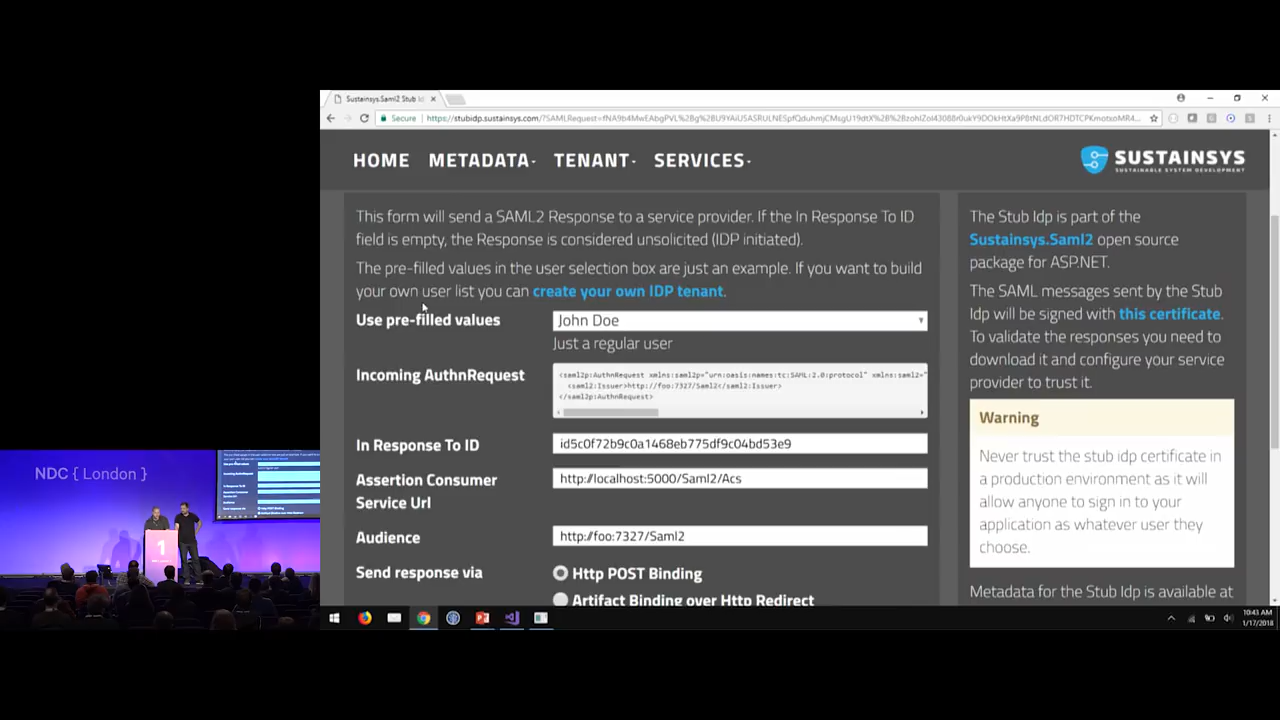 Sustainsys.Saml2 Stub Id
Secure
HOME METADATA TENANT SERVICES
SUSTAINSYS
SUSTAINABLE SYSTEM DEVELOPMENT
This form will send a SAML2 Response to a service provider. If the In Response To ID
field is empty, the Response is considered unsolicited (IDP initiated).
The pre-filled values in the user selection box are just an example. If you want to build
your own user list you can create your own IDP tenant.
Use pre-filled values
John Doe
Just a regular user
Incoming AuthnRequest
<saml2p:AuthnRequest xmlns:saml2p="urn:oasis:names:tc:SAML:2.0:protocol" xmlns:saml2="
<saml2:Issuer>http://foo:7327/Saml2</saml2:Issuer>
</saml2p:AuthnRequest>
In Response To ID
id5c0f72b9c0a1468eb775df9c04bd53e9
Assertion Consumer
Service Url
http://localhost:5000/Saml2/Acs
Audience
http://foo:7327/Saml2
Send response via
Http POST Binding
Artifact Binding over Http Redirect
The Stub Idp is part of the
Sustainsys.Saml2 open source
package for ASP.NET.
The SAML messages sent by the Stub
Idp will be signed with this certificate.
To validate the responses you need to
download it and configure your service
provider to trust it.
Warning
Never trust the stub idp certificate in
a production environment as it will
allow anyone to sign in to your
application as whatever user they
choose.
Metadata for the Stub Idp is available at
10:43 AM
1/17/2018
NDC { London }
1